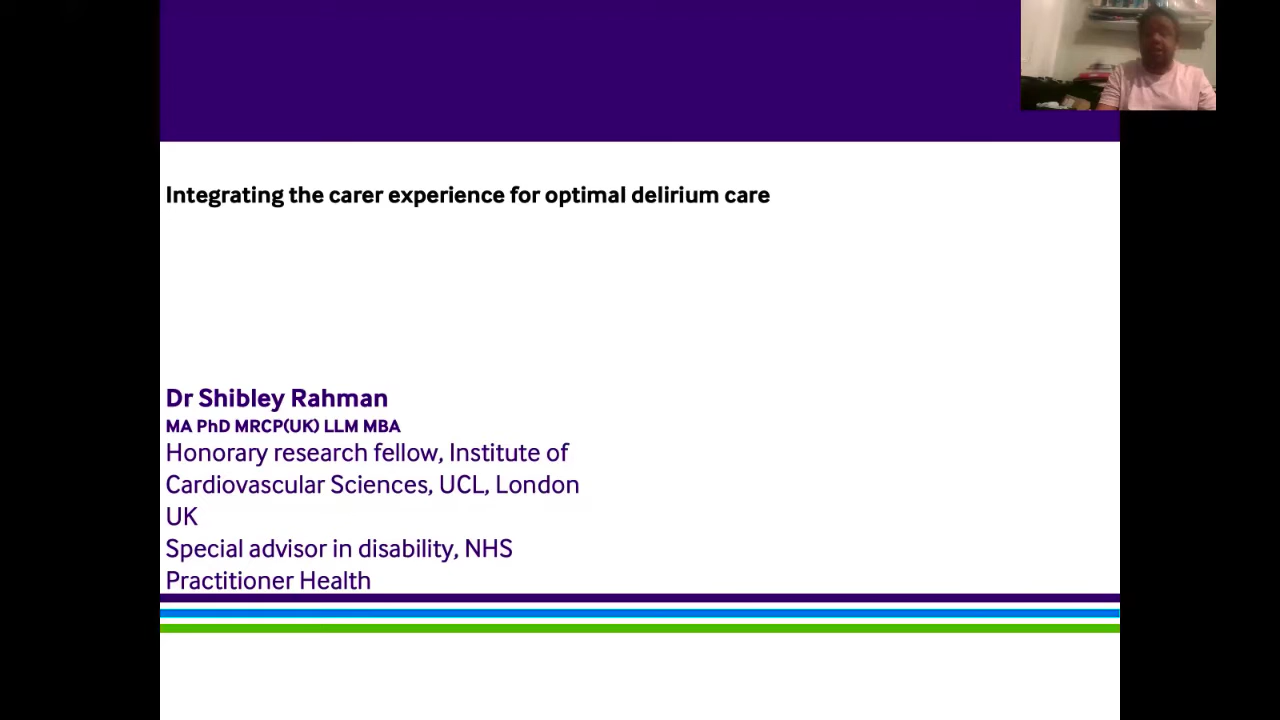 Integrating the carer experience for optimal delirium care
Dr Shibley Rahman
MA PhD MRCP(UK) LLM MBA
Honorary research fellow, Institute of
Cardiovascular Sciences, UCL, London
UK
Special advisor in disability, NHS
Practitioner Health